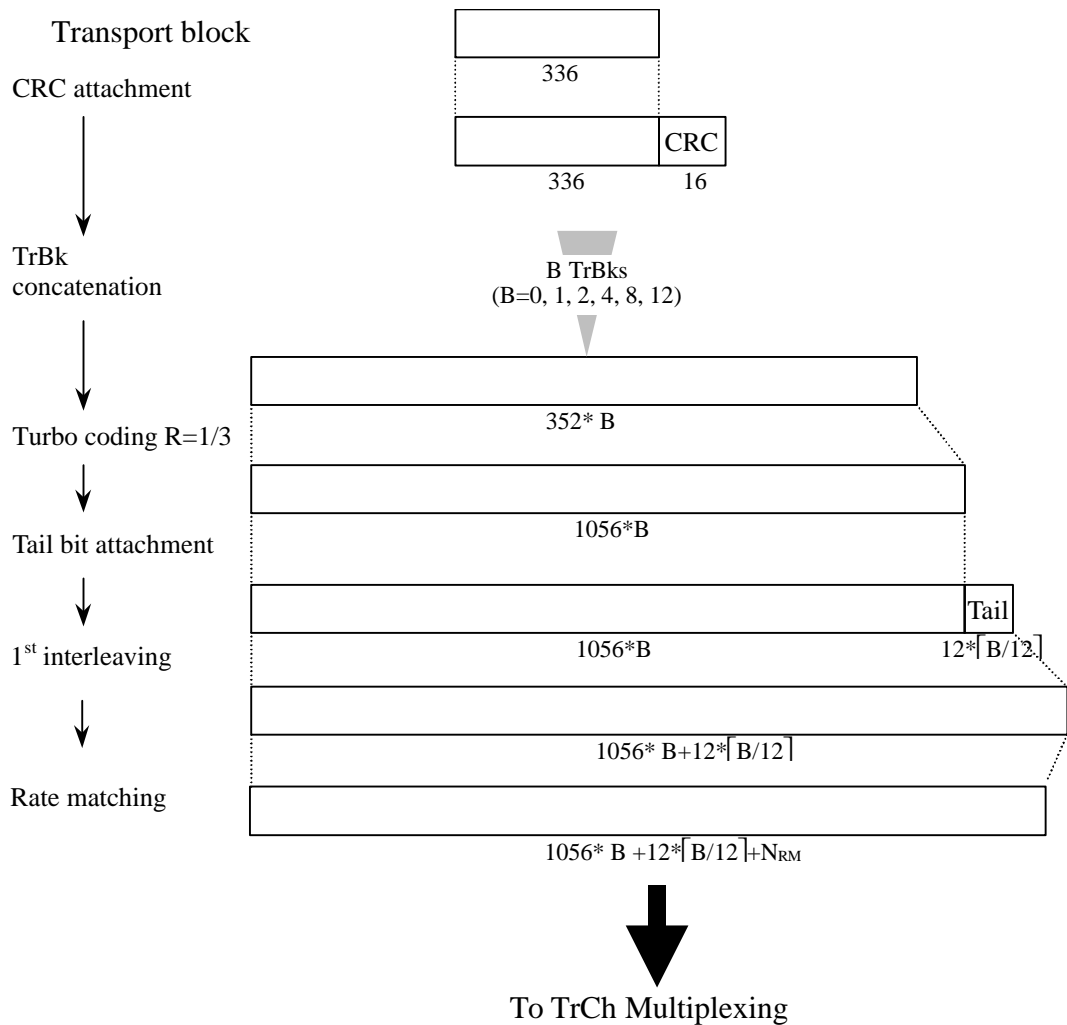 Transport block
336
CRC attachment
CRC
336
16
TrBk
concatenation
B TrBks
(B=0, 1, 2, 4, 8, 12)
352* B
Turbo coding R=1/3
1056*B
Tail bit attachment
Tail
1056*B
12*⌈B/12⌉
1st interleaving
1056* B+12*⌈B/12⌉
Rate matching
1056* B +12*⌈B/12⌉+NRM
To TrCh Multiplexing